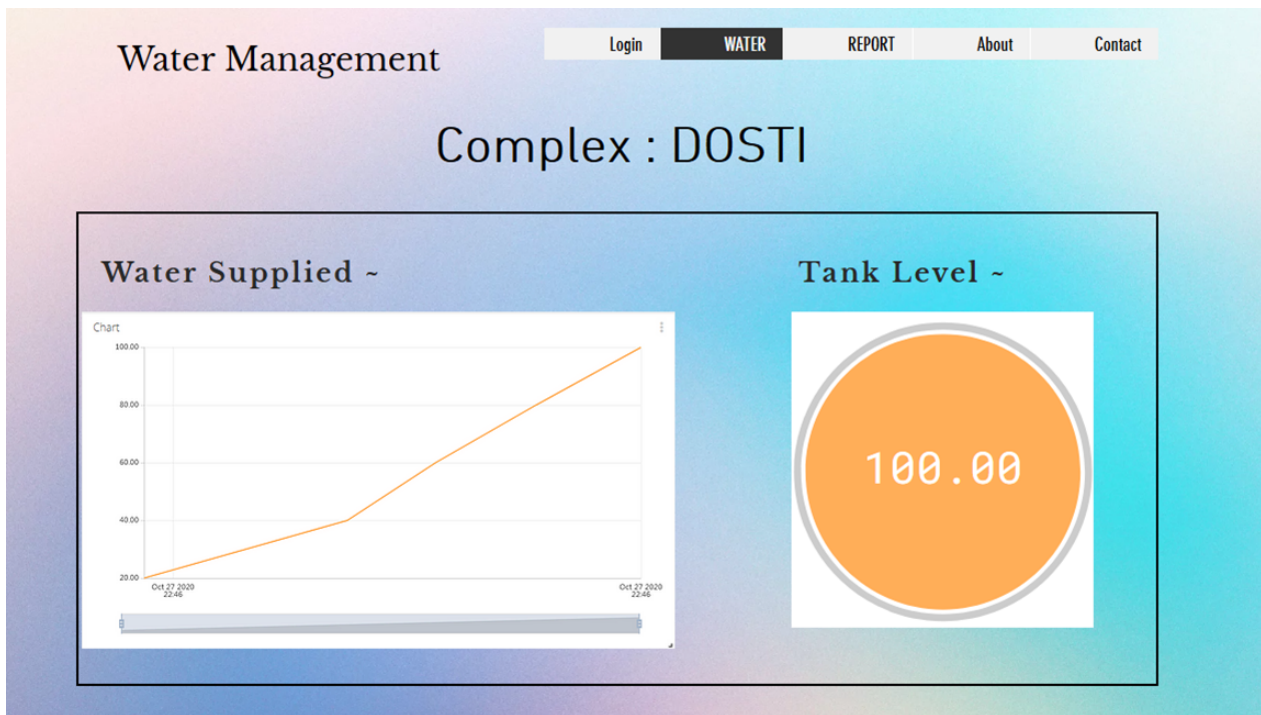 Water Management
Login WATER REPORT About Contact
Complex : DOSTI
Water Supplied ~
Tank Level ~
Chart
100.00
80.00
60.00
40.00
20.00
Oct 27 2020
22:46
Oct 27 2020
22:46
100.00